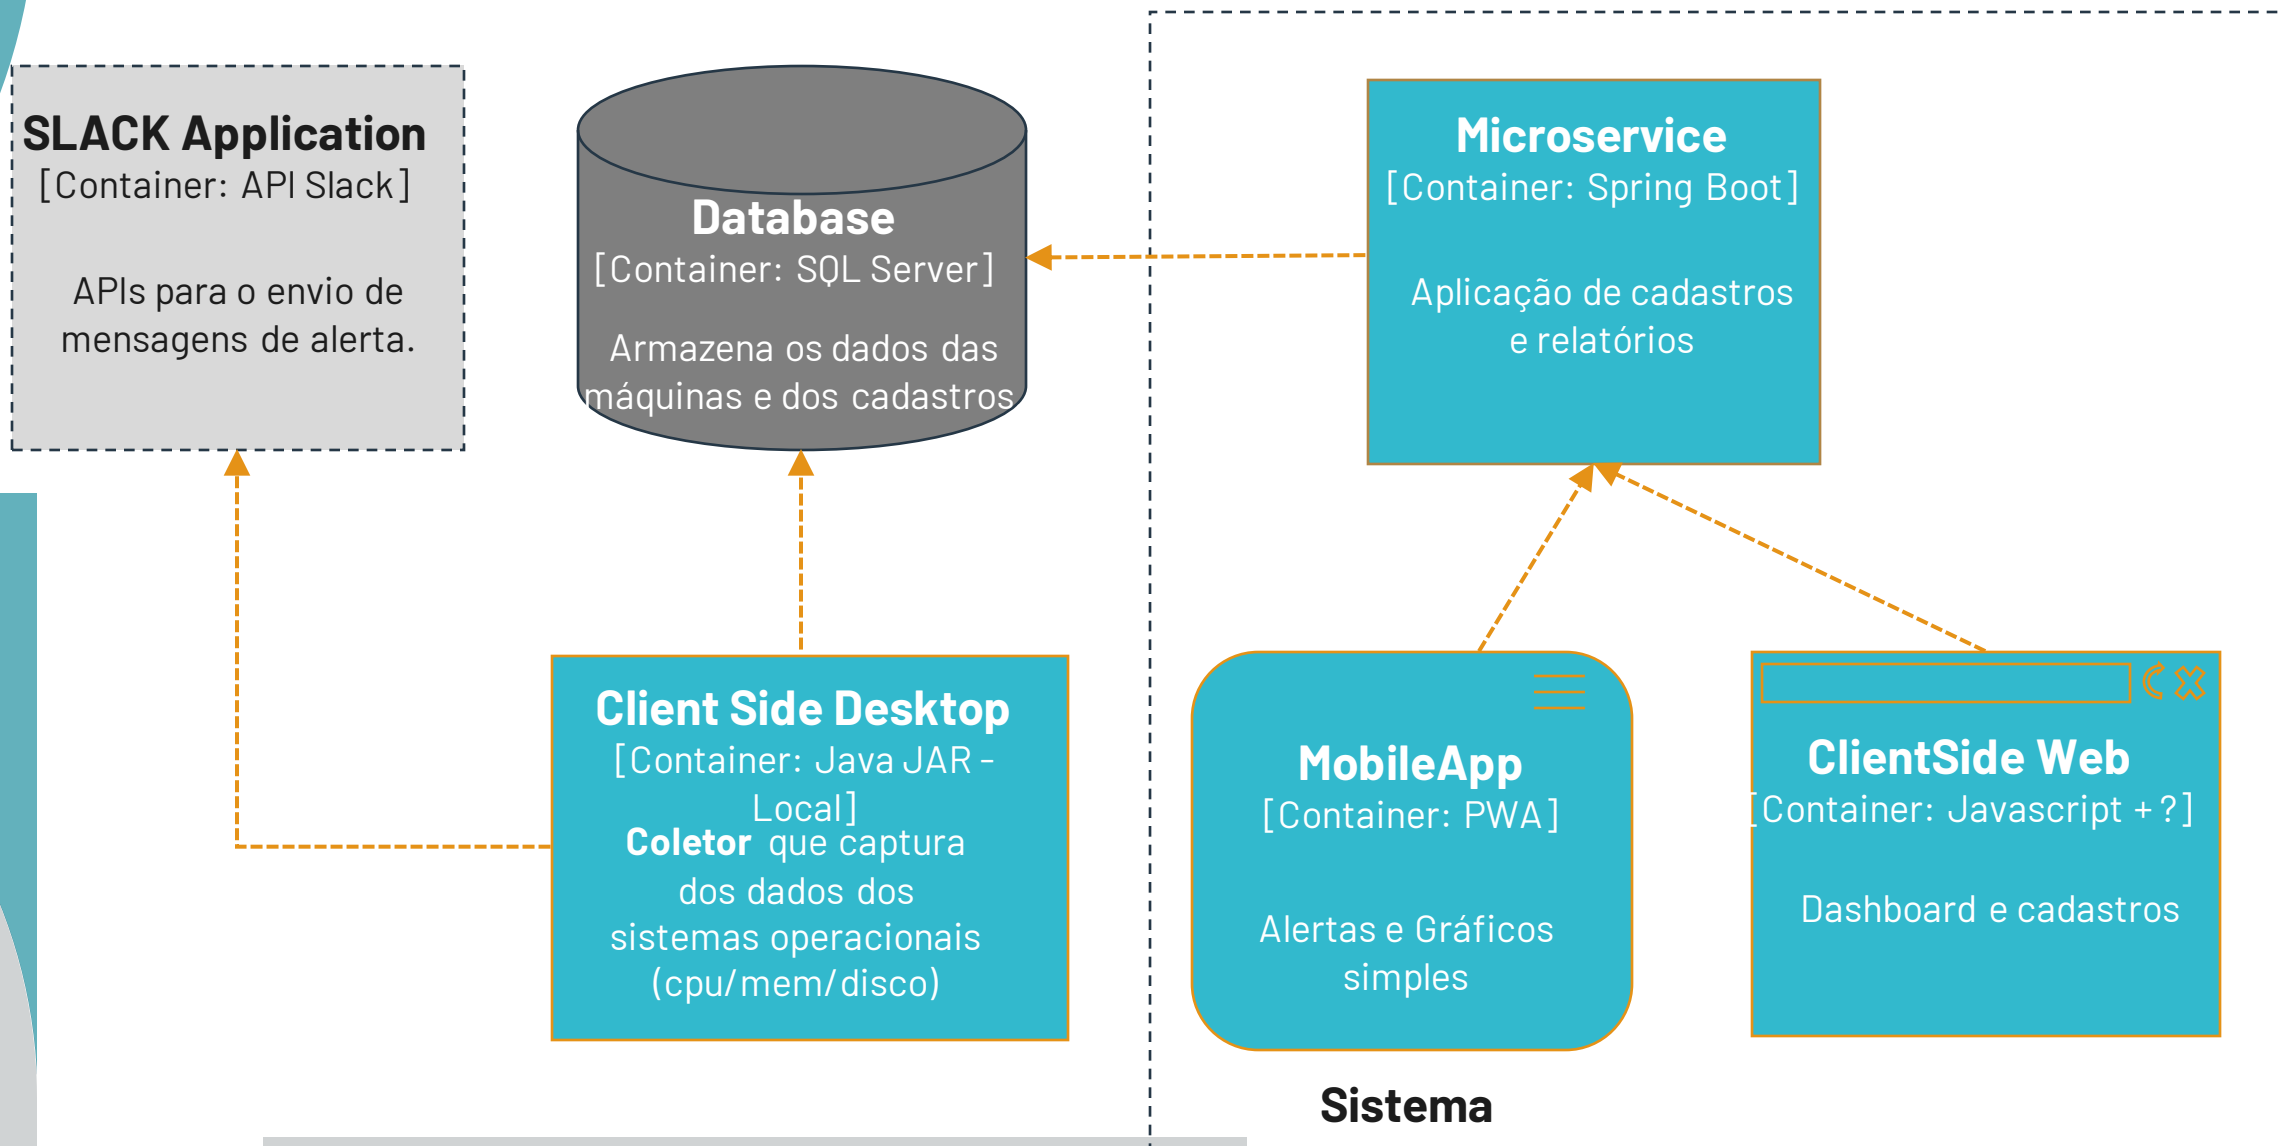 SLACK Application
[Container: API Slack]
APIs para o envio de
mensagens de alerta.
Database
[Container: SQL Server]
Armazena os dados das
máquinas e dos cadastros
Microservice
[Container: Spring Boot]
Aplicação de cadastros
e relatórios
Client Side Desktop
[Container: Java JAR -
Local]
Coletor que captura
dos dados dos
sistemas operacionais
(cpu/mem/disco)
MobileApp
[Container: PWA]
Alertas e Gráficos
simples
ClientSide Web
[Container: Javascript + ?]
Dashboard e cadastros
Sistema